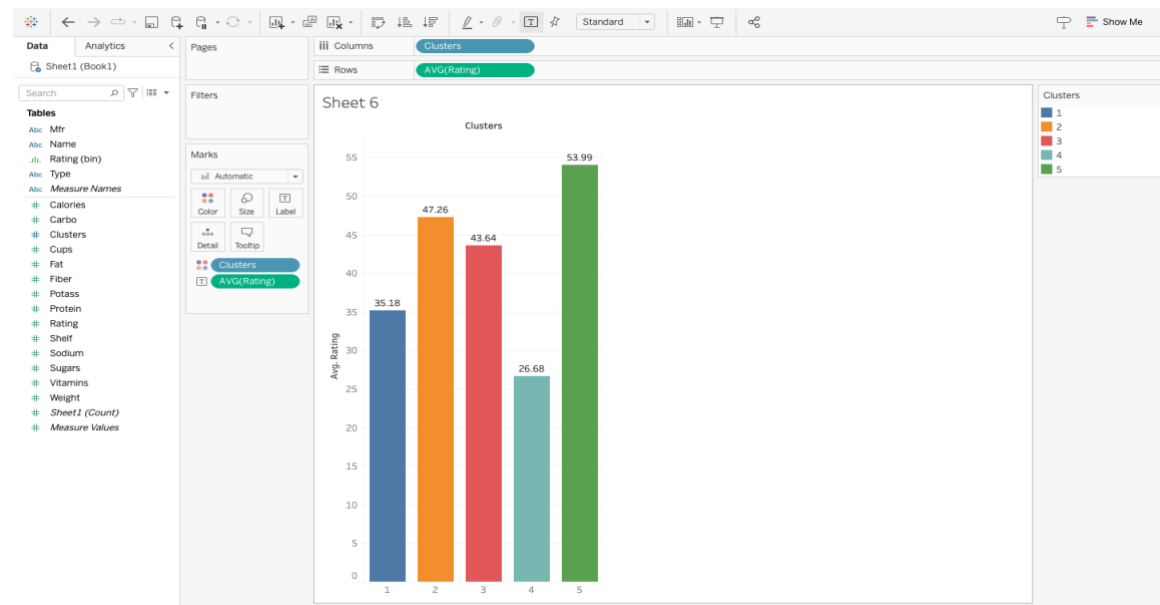 Standard
Show Me
Data
Analytics
Sheet1 (Book1)
Search
Tables
Abc Mfr
Abc Name
Rating (bin)
Abc Type
Abc Measure Names
# Calories
# Carbo
# Clusters
# Cups
# Fat
# Fiber
# Potass
# Protein
# Rating
# Shelf
# Sodium
# Sugars
# Vitamins
# Weight
# Sheet1 (Count)
# Measure Values
Pages
Filters
Marks
Automatic
Color Size Label
Detail Tooltip
Clusters
AVG(Rating)
Columns Clusters
Rows AVG(Rating)
Sheet 6
Clusters
Avg. Rating
55
50
45
40
35
30
25
20
15
10
5
0
35.18
47.26
43.64
26.68
53.99
1 2 3 4 5
Clusters
1
2
3
4
5